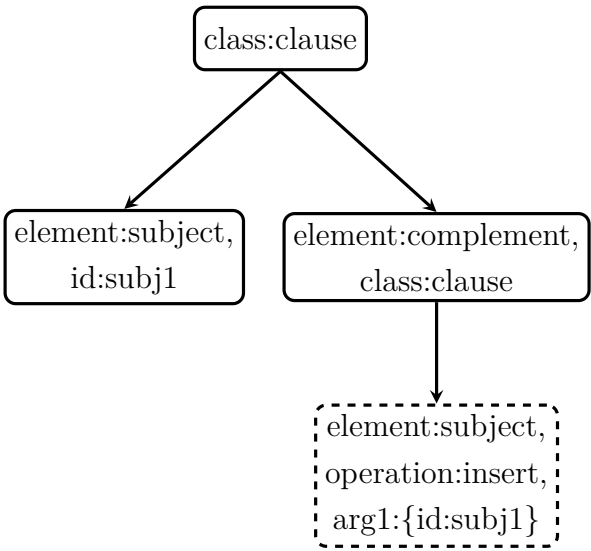 class:clause
element:subject,
id:subj1
element:complement,
class:clause
element:subject,
operation:insert,
arg1:{id:subj1}